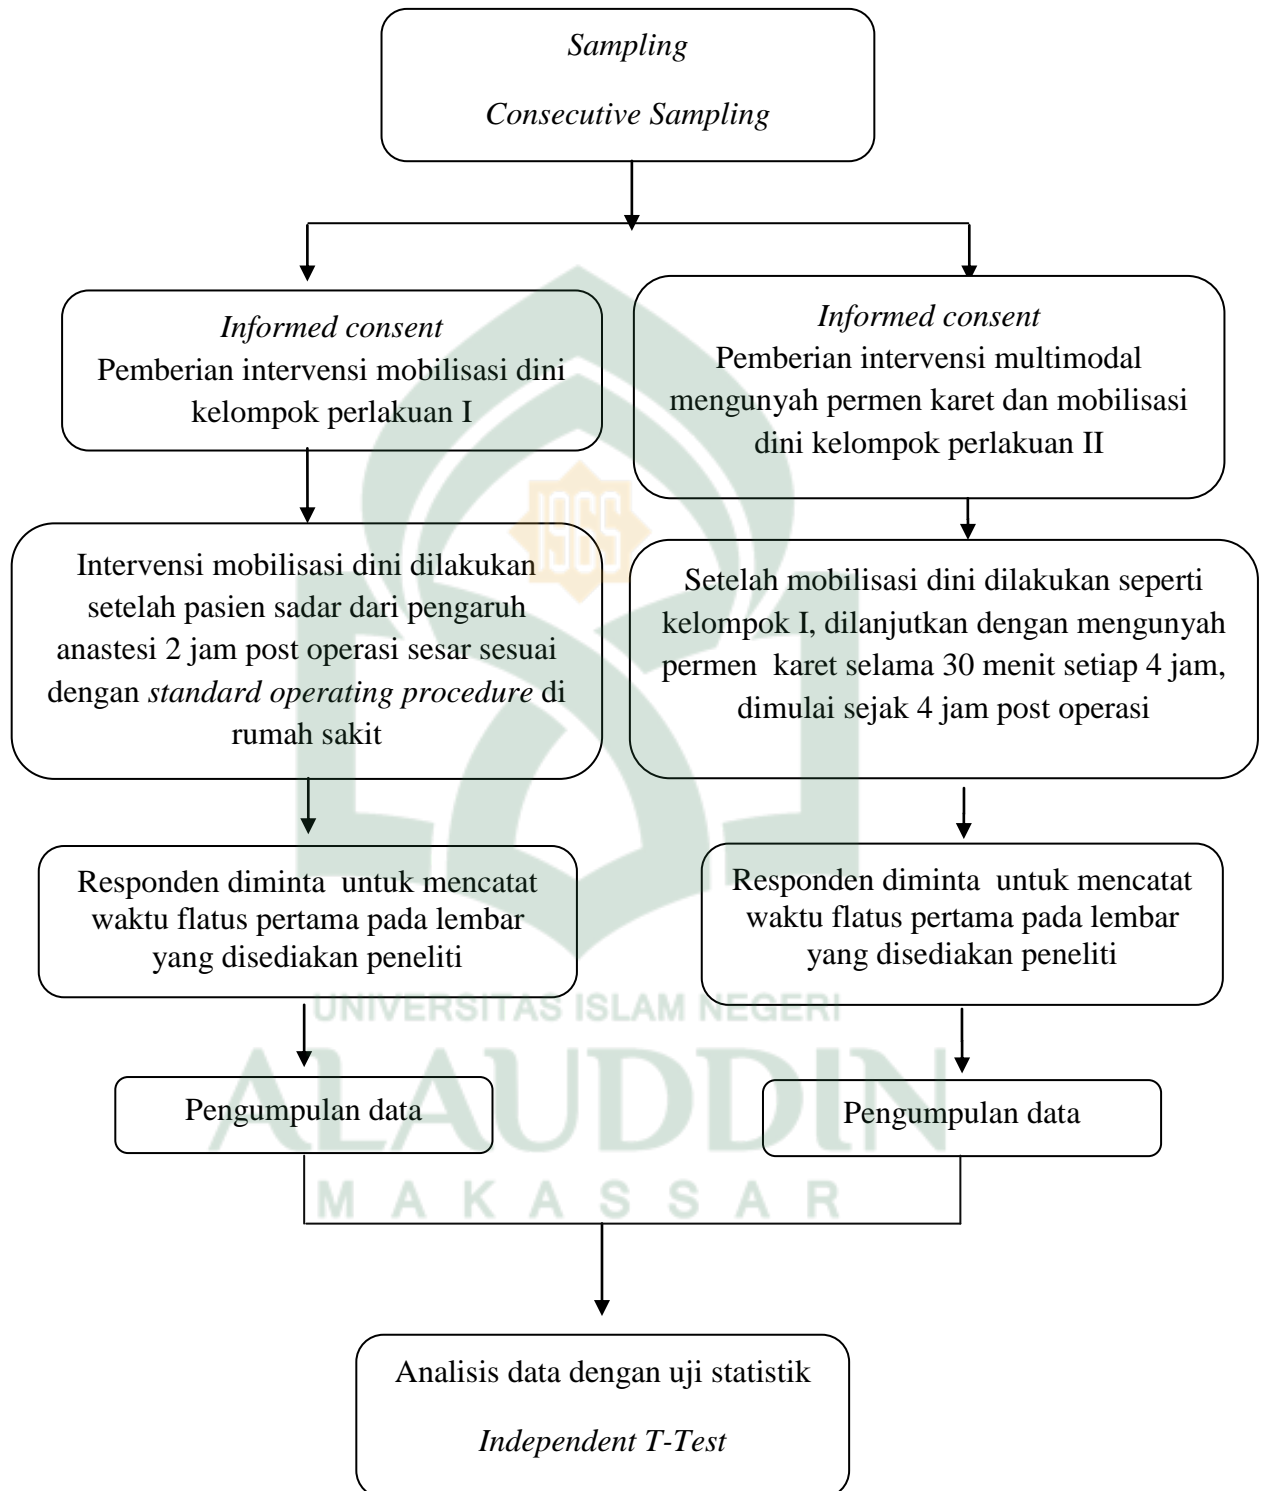 Sampling
Consecutive Sampling
Informed consent
Pemberian intervensi mobilisasi dini
kelompok perlakuan I
Informed consent
Pemberian intervensi multimodal
mengunyah permen karet dan mobilisasi
dini kelompok perlakuan II
Intervensi mobilisasi dini dilakukan
setelah pasien sadar dari pengaruh
anastesi 2 jam post operasi sesar sesuai
dengan standard operating procedure di
rumah sakit
Setelah mobilisasi dini dilakukan seperti
kelompok I, dilanjutkan dengan mengunyah
permen karet selama 30 menit setiap 4 jam,
dimulai sejak 4 jam post operasi
1965
Responden diminta untuk mencatat
waktu flatus pertama pada lembar
yang disediakan peneliti
Responden diminta untuk mencatat
waktu flatus pertama pada lembar
yang disediakan peneliti
UNIVERSITAS ISLAM NEGERI
ALAUDDIN
MAKASSAR
Pengumpulan data
Pengumpulan data
Analisis data dengan uji statistik
Independent T-Test